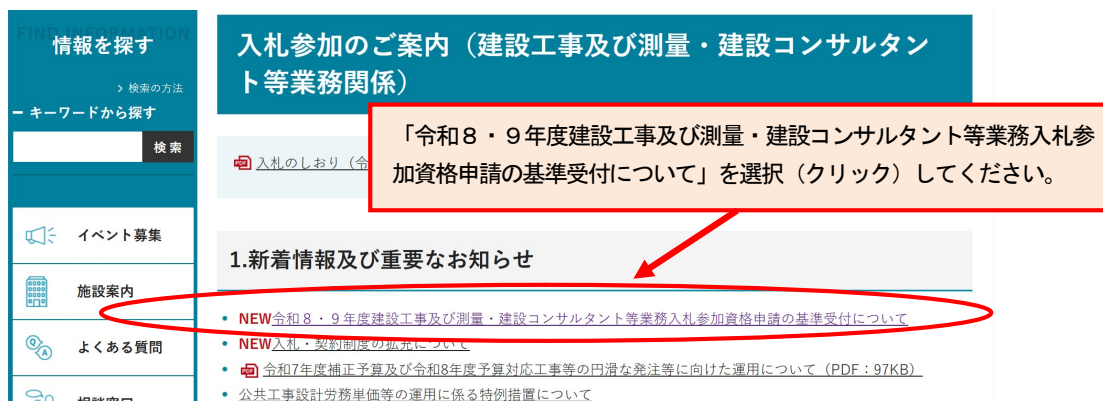 FIND INFORMATION
情報を探す
> 検索の方法
キーワードから探す
検索
イベント募集
施設案内
よくある質問
相談窓口
入札参加のご案内（建設工事及び測量・建設コンサルタン
ト等業務関係）
入札のしおり（令
「令和８・９年度建設工事及び測量・建設コンサルタント等業務入札参
加資格申請の基準受付について」を選択（クリック）してください。
1.新着情報及び重要なお知らせ
NEW令和８・９年度建設工事及び測量・建設コンサルタント等業務入札参加資格申請の基準受付について
NEW入札・契約制度の拡充について
PDF 令和7年度補正予算及び令和8年度予算対応工事等の円滑な発注等に向けた運用について（PDF：97KB）
公共工事設計労務単価等の運用に係る特例措置について